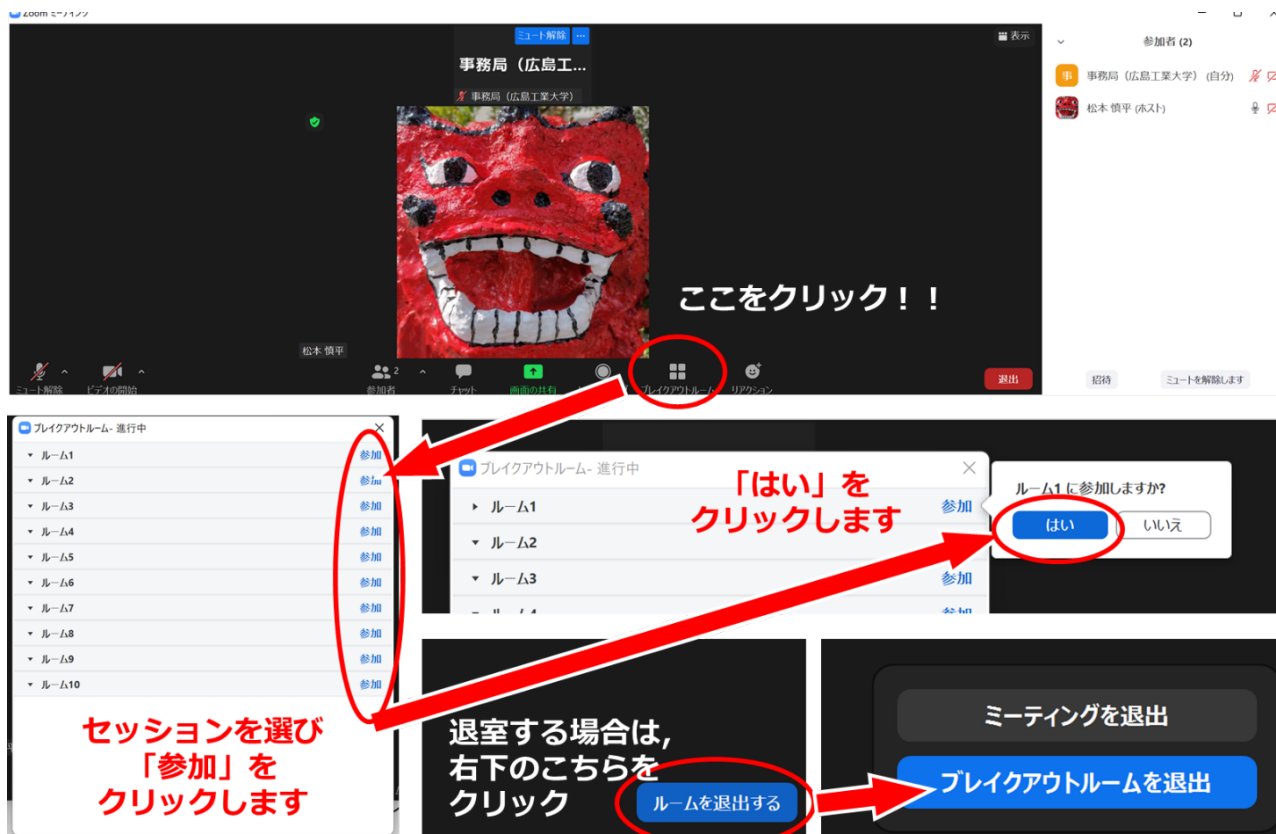 Zoom ミーティング
ミュート解除 ...
表示
事務局（広島工...
事務局（広島工業大学）
松本 慎平
ここをクリック！！
ミュート解除
ビデオの開始
参加者
2
チャット
画面の共有
ブレイクアウトルーム
リアクション
退出
参加者 (2)
事 事務局（広島工業大学） (自分)
松本 慎平 (ホスト)
招待
ミュートを解除します
ブレイクアウトルーム- 進行中
ルーム1 参加
ルーム2 参加
ルーム3 参加
ルーム4 参加
ルーム5 参加
ルーム6 参加
ルーム7 参加
ルーム8 参加
ルーム9 参加
ルーム10 参加
セッションを選び
「参加」を
クリックします
ブレイクアウトルーム- 進行中
ルーム1 参加
ルーム2
ルーム3 参加
「はい」を
クリックします
ルーム1 に参加しますか?
はい いいえ
退室する場合は,
右下のこちらを
クリック
ルームを退出する
ミーティングを退出
ブレイクアウトルームを退出